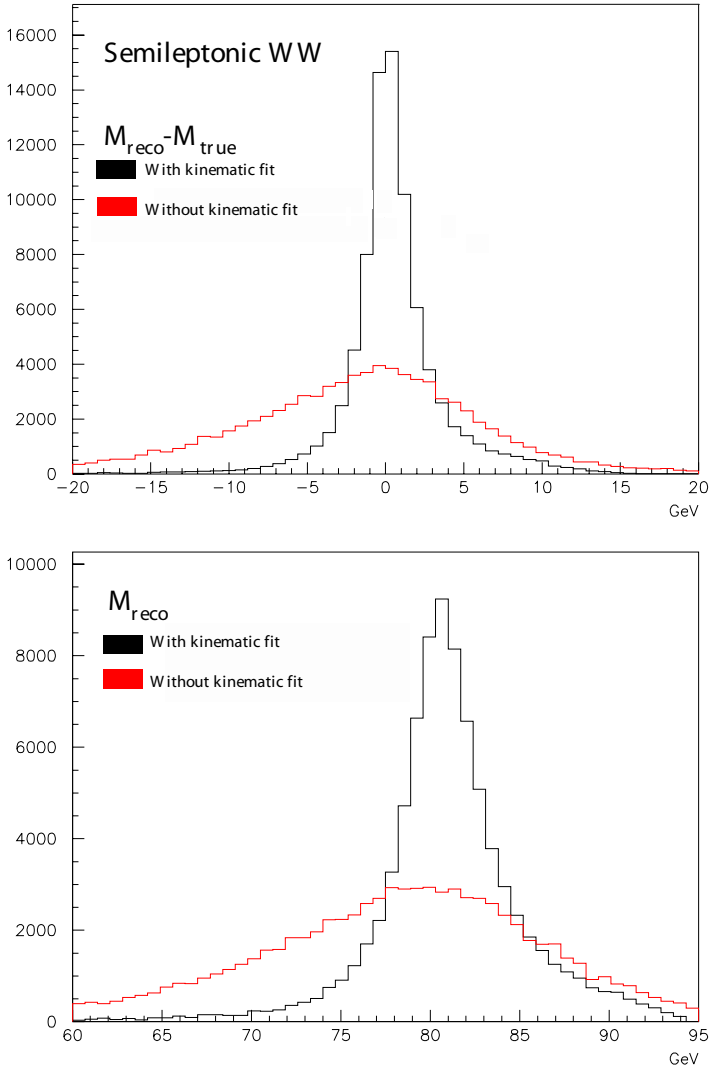 Semileptonic WW
M_reco-M_true
With kinematic fit
Without kinematic fit
16000
14000
12000
10000
8000
6000
4000
2000
0
−20 −15 −10 −5 0 5 10 15 20
GeV
M_reco
With kinematic fit
Without kinematic fit
10000
8000
6000
4000
2000
0
60 65 70 75 80 85 90 95
GeV